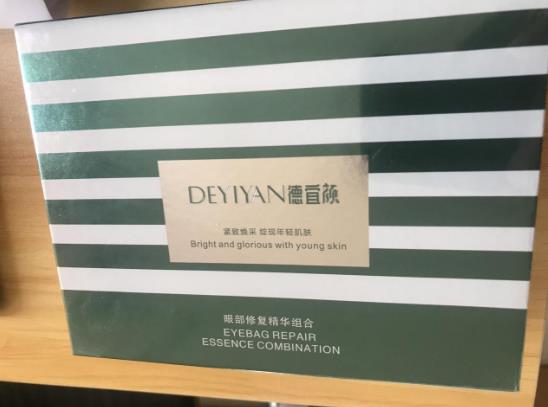 DEYIYAN德宜颜
紧致焕采 绽现年轻肌肤
Bright and glorious with young skin
眼部修复精华组合
EYEBAG REPAIR
ESSENCE COMBINATION